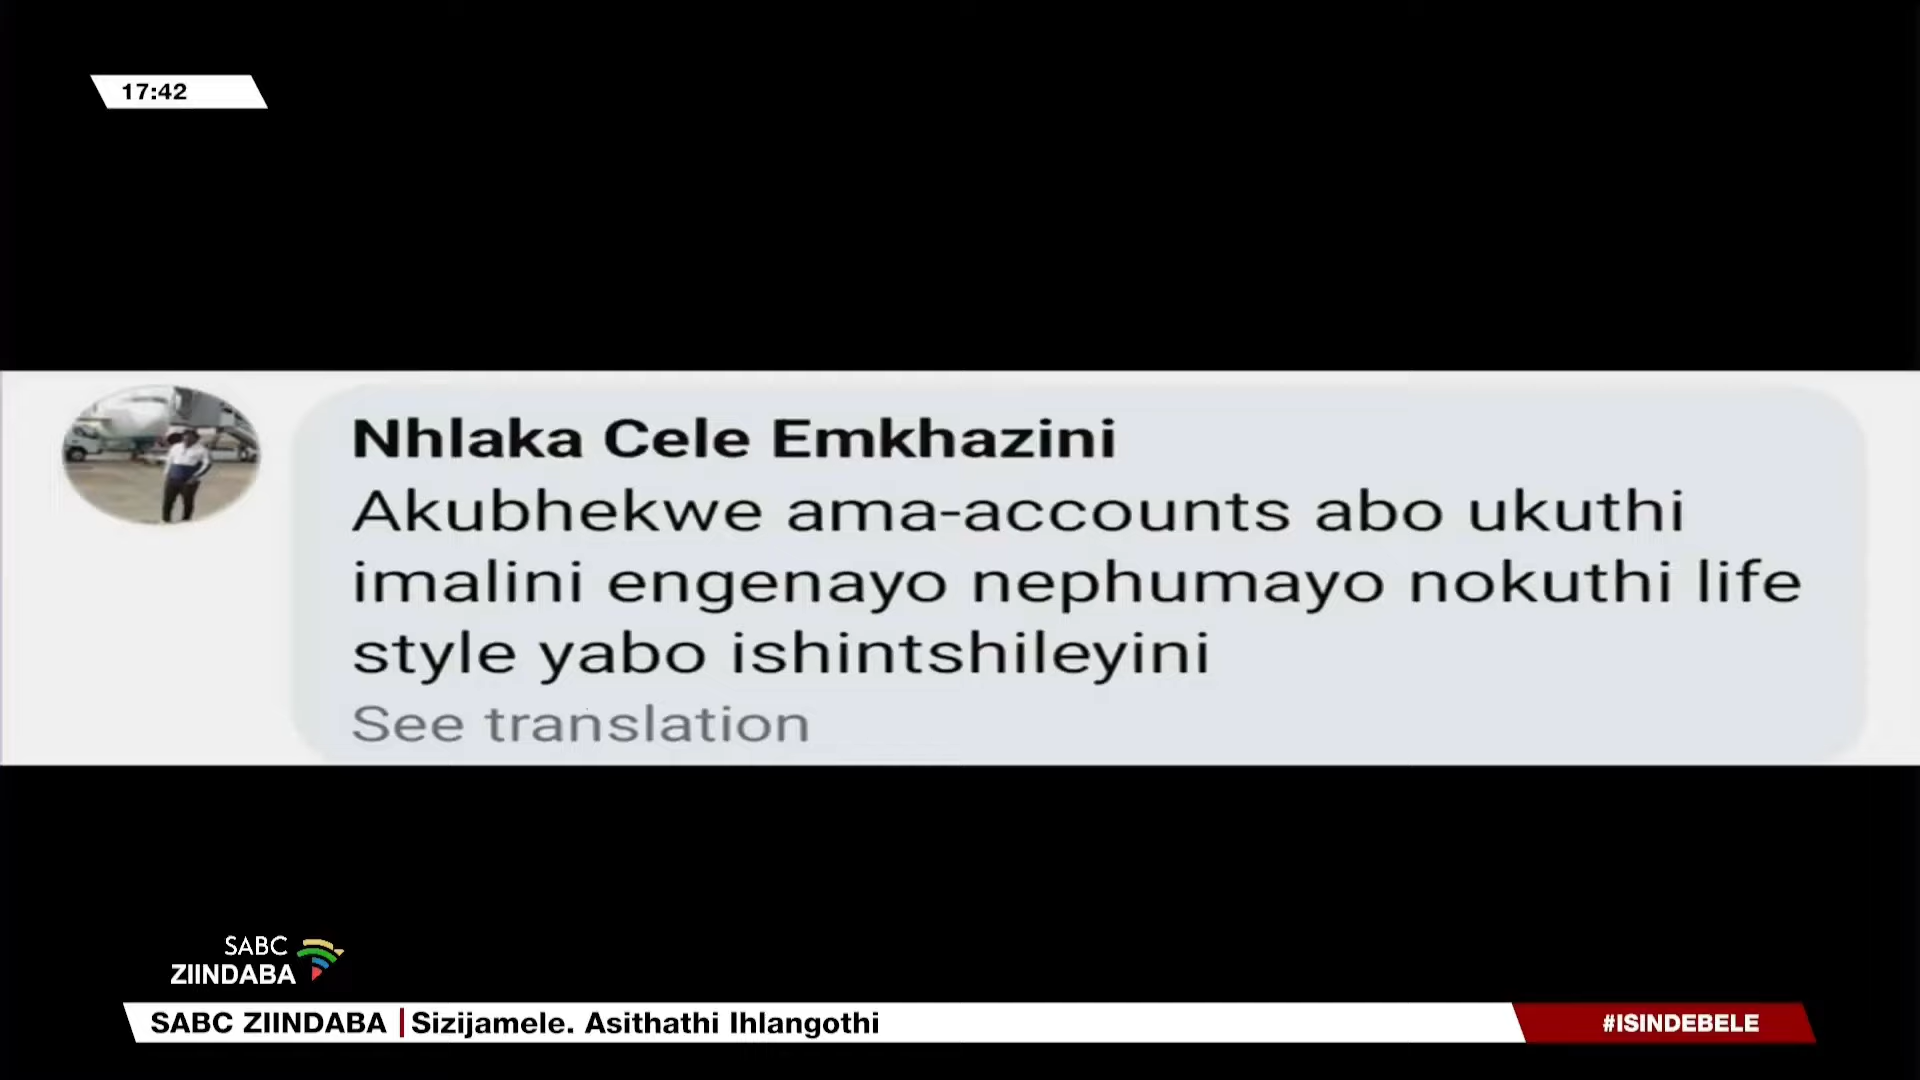 17:42
Nhlaka Cele Emkhazini
Akubhekwe ama-accounts abo ukuthi
imalini engenayo nephumayo nokuthi life
style yabo ishintshileyini
See translation
SABC
ZIINDABA
SABC ZIINDABA | Sizijamele. Asithathi Ihlangothi
#ISINDEBELE